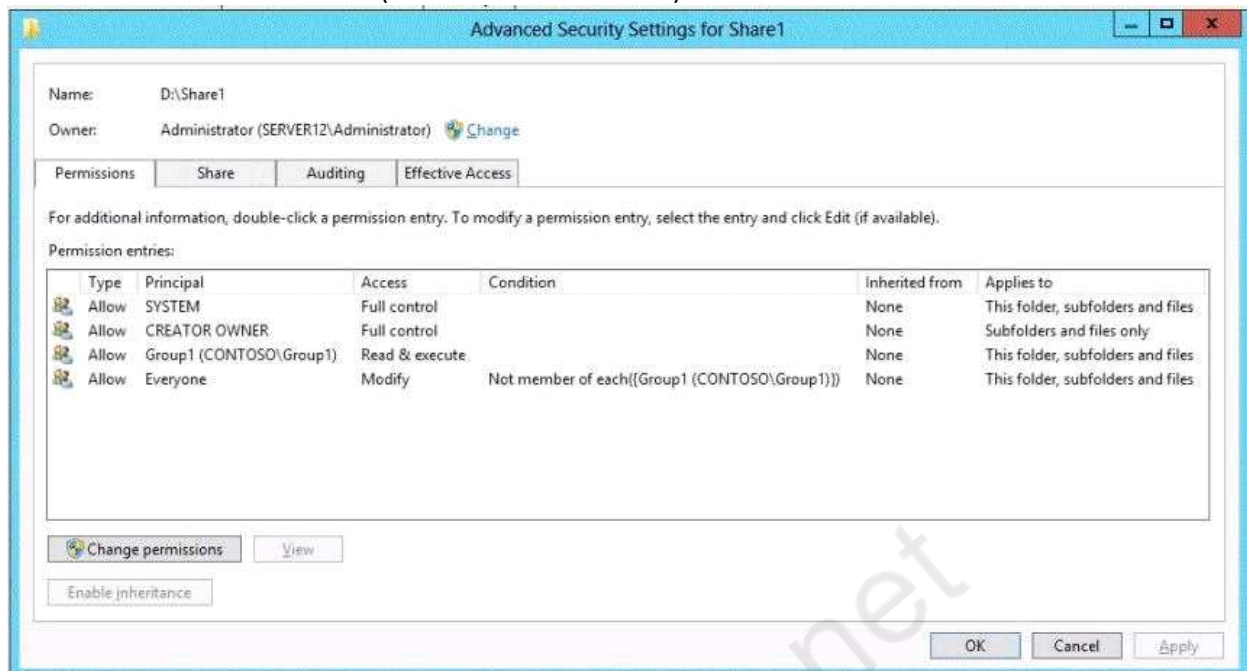 Advanced Security Settings for Share1
Name: D:\Share1
Owner: Administrator (SERVER12\Administrator) Change
Permissions Share Auditing Effective Access
For additional information, double-click a permission entry. To modify a permission entry, select the entry and click Edit (if available).
Permission entries:
Type Principal Access Condition Inherited from Applies to
Allow SYSTEM Full control None This folder, subfolders and files
Allow CREATOR OWNER Full control None Subfolders and files only
Allow Group1 (CONTOSO\Group1) Read & execute None This folder, subfolders and files
Allow Everyone Modify Not member of each({Group1 (CONTOSO\Group1)}) None This folder, subfolders and files
Change permissions View
Enable inheritance
OK Cancel Apply
net